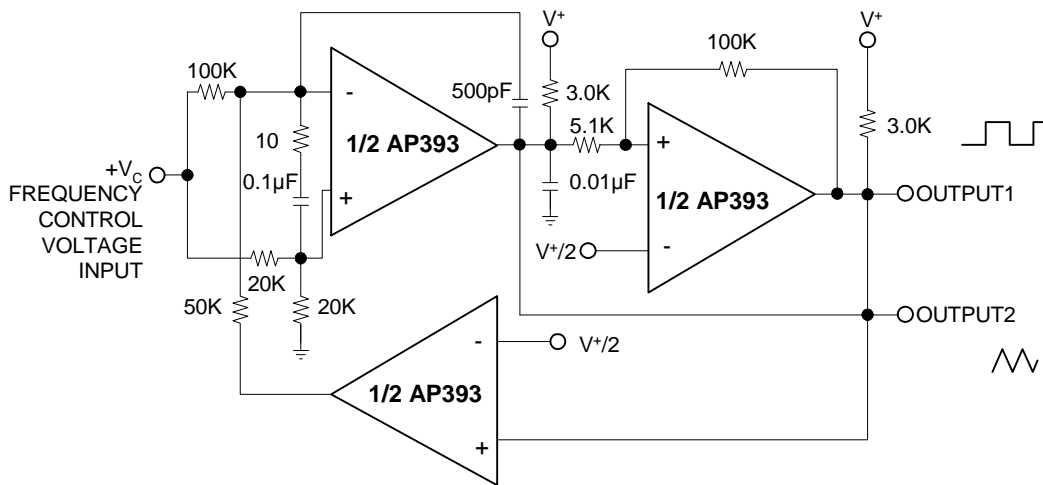 V+
V+
100K
100K
500pF
3.0K
3.0K
-
5.1K
10
1/2 AP393
+
+VC
FREQUENCY
CONTROL
VOLTAGE
INPUT
0.1µF
0.01µF
1/2 AP393
OUTPUT1
+
V+/2
-
20K
50K
20K
OUTPUT2
-
V+/2
1/2 AP393
+